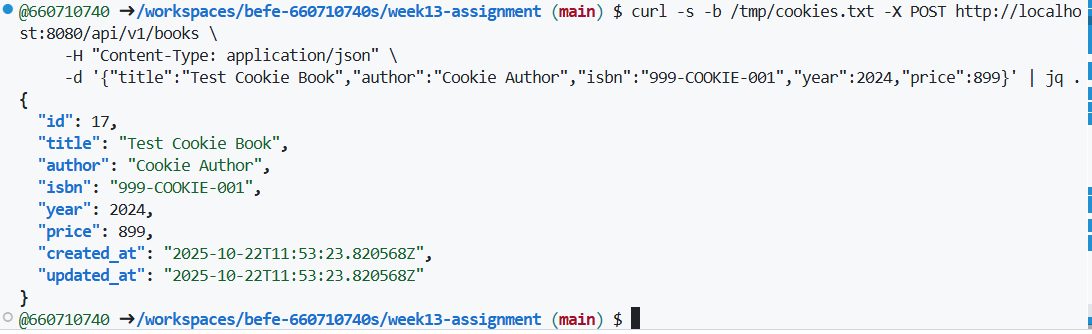 @660710740 ➜/workspaces/befe-660710740s/week13-assignment (main) $ curl -s -b /tmp/cookies.txt -X POST http://localho
st:8080/api/v1/books \
     -H "Content-Type: application/json" \
     -d '{"title":"Test Cookie Book","author":"Cookie Author","isbn":"999-COOKIE-001","year":2024,"price":899}' | jq .
{
  "id": 17,
  "title": "Test Cookie Book",
  "author": "Cookie Author",
  "isbn": "999-COOKIE-001",
  "year": 2024,
  "price": 899,
  "created_at": "2025-10-22T11:53:23.820568Z",
  "updated_at": "2025-10-22T11:53:23.820568Z"
}
@660710740 ➜/workspaces/befe-660710740s/week13-assignment (main) $